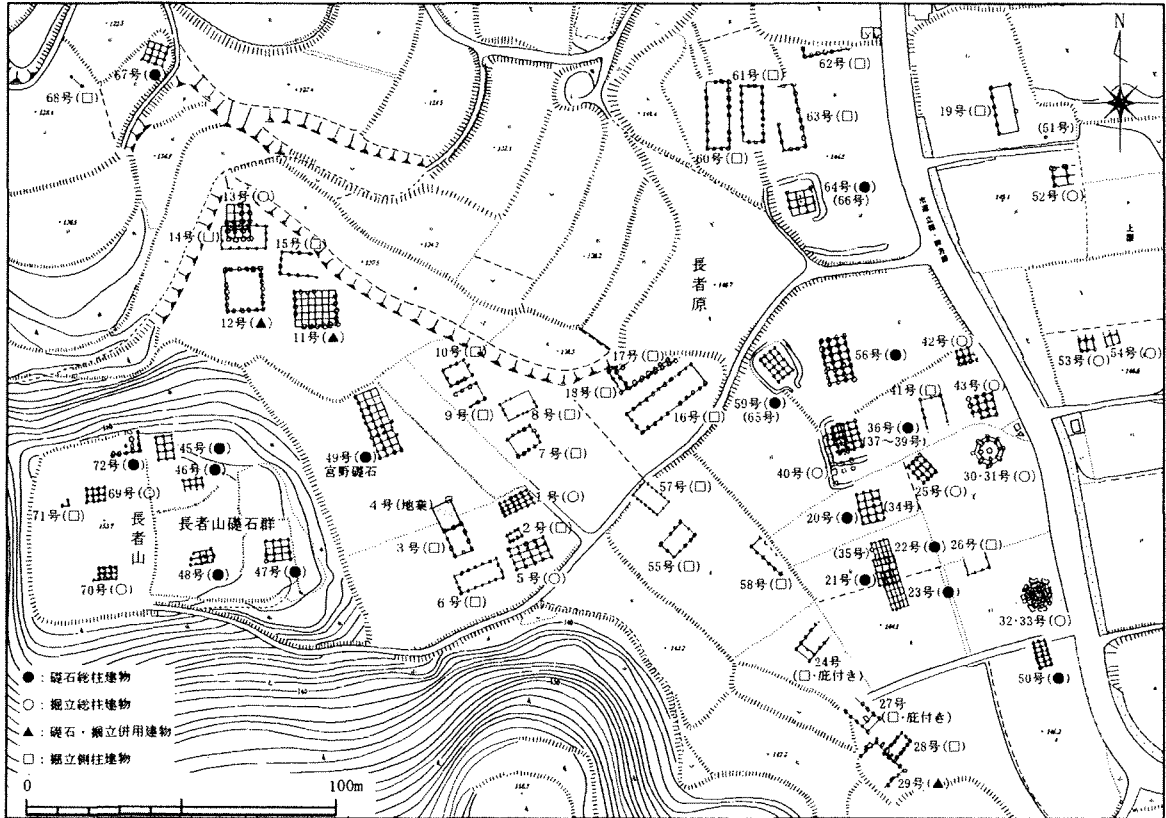 N
67号(●)
68号(□)
62号(□)
61号(□)
63号(□)
60号(□)
19号(□)
(51号)
64号(●)
(66号)
52号(○)
13号(○)
14号(□)
15号(□)
12号(▲)
11号(▲)
長者原
10号(□)
9号(□)
8号(□)
7号(□)
17号(□)
18号(□)
16号(□)
56号(●)
42号(○)
53号(○)
54号(○)
59号(●)
(65号)
41号(□)
43号(○)
36号(●)
(37〜39号)
40号(○)
30・31号(○)
25号(○)
49号(●)
宮野礎石
45号(●)
46号(●)
72号(●)
69号(○)
71号(□)
長者山
長者山礎石群
48号(●)
47号(●)
70号(○)
4号(地業)
1号(○)
2号(□)
3号(□)
5号(○)
6号(□)
57号(□)
55号(□)
58号(□)
20号(●)
(34号)
(35号)
22号(●)
26号(□)
21号(●)
23号(●)
32・33号(○)
50号(●)
24号
(□・庇付き)
27号
(□・庇付き)
28号(□)
29号(▲)
●:礎石総柱建物
○:掘立総柱建物
▲:礎石・掘立併用建物
□:掘立側柱建物
0 100m